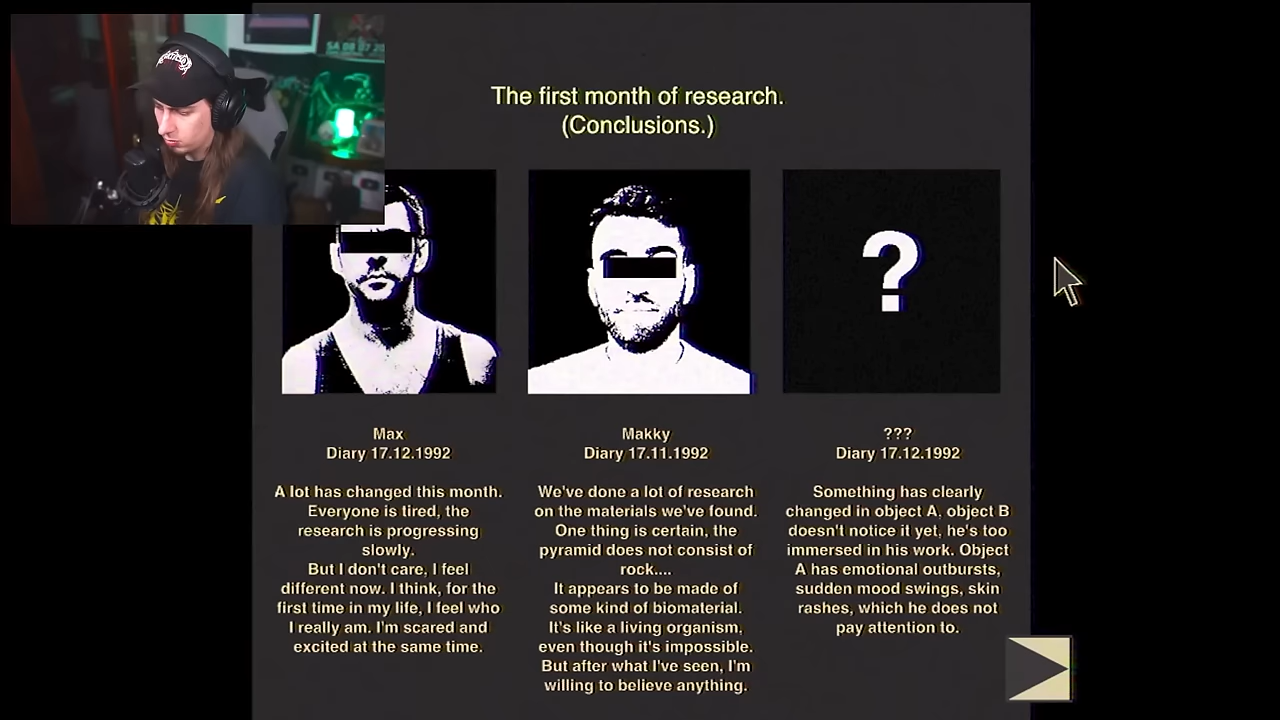 SA 09 07 20
The first month of research.
(Conclusions.)
?
Max
Diary 17.12.1992
A lot has changed this month.
Everyone is tired, the
research is progressing
slowly.
But I don't care, I feel
different now. I think, for the
first time in my life, I feel who
I really am. I'm scared and
excited at the same time.
Makky
Diary 17.11.1992
We've done a lot of research
on the materials we've found.
One thing is certain, the
pyramid does not consist of
rock....
It appears to be made of
some kind of biomaterial.
It's like a living organism,
even though it's impossible.
But after what I've seen, I'm
willing to believe anything.
???
Diary 17.12.1992
Something has clearly
changed in object A, object B
doesn't notice it yet, he's too
immersed in his work. Object
A has emotional outbursts,
sudden mood swings, skin
rashes, which he does not
pay attention to.